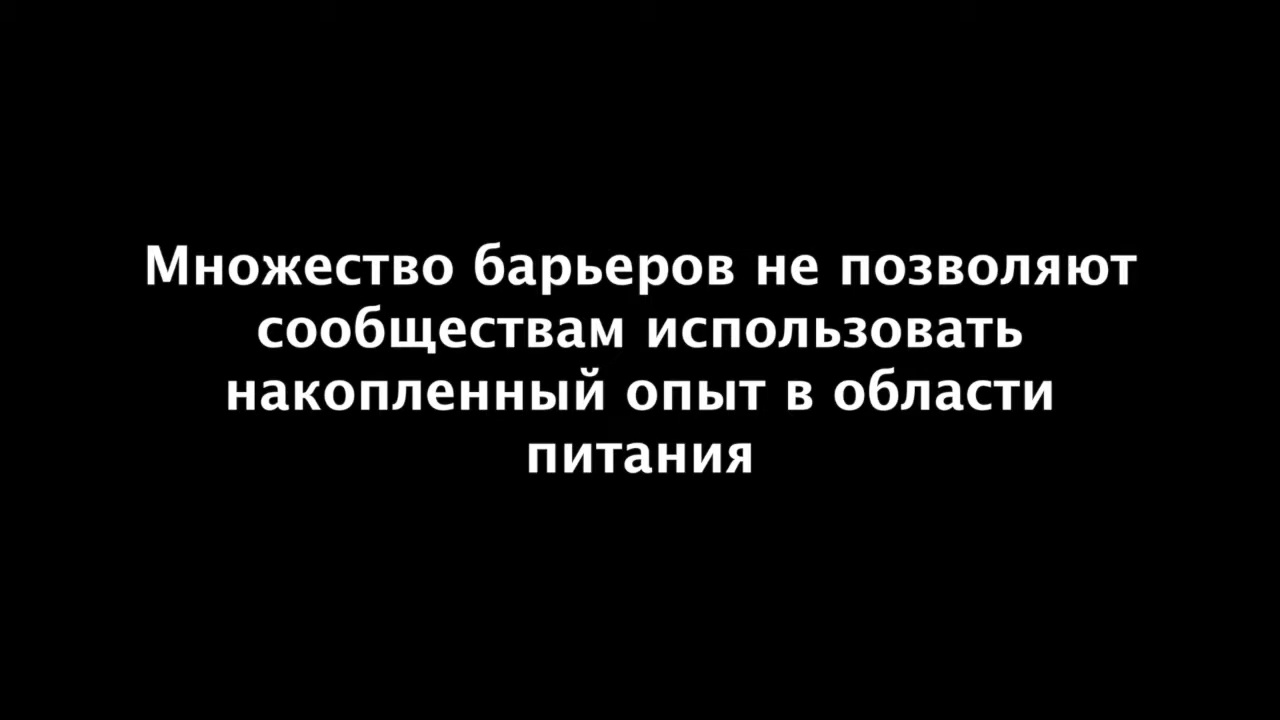 Множество барьеров не позволяют
сообществам использовать
накопленный опыт в области
питания